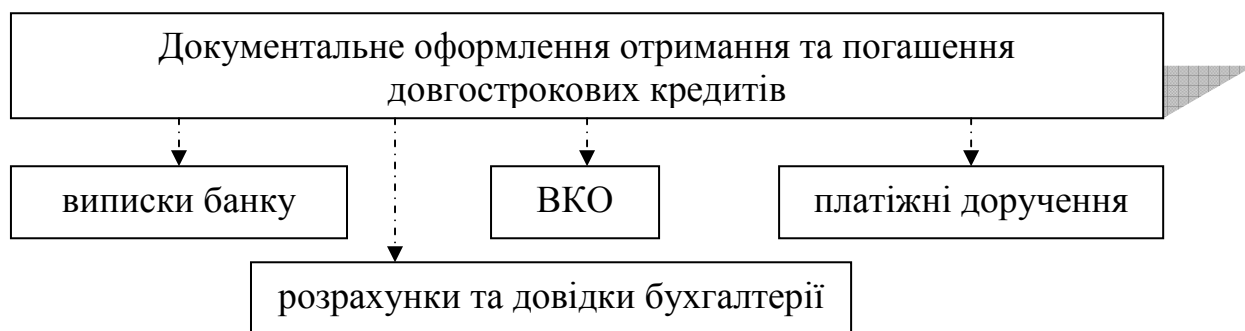 Документальне оформлення отримання та погашення
довгострокових кредитів
виписки банку
ВКО
платіжні доручення
розрахунки та довідки бухгалтерії